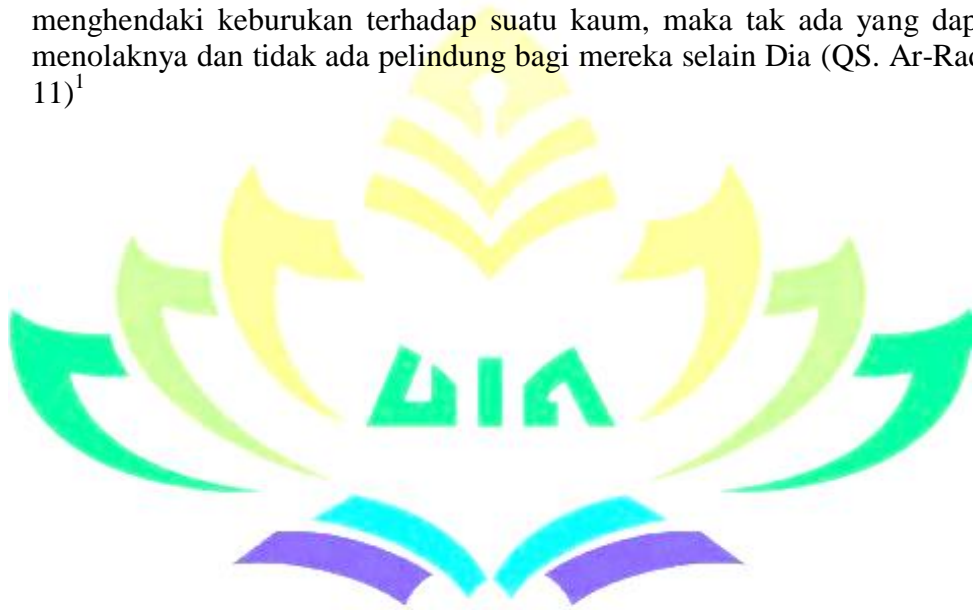 menghendaki keburukan terhadap suatu kaum, maka tak ada yang dap
menolaknya dan tidak ada pelindung bagi mereka selain Dia (QS. Ar-Rad
11)¹
UIN